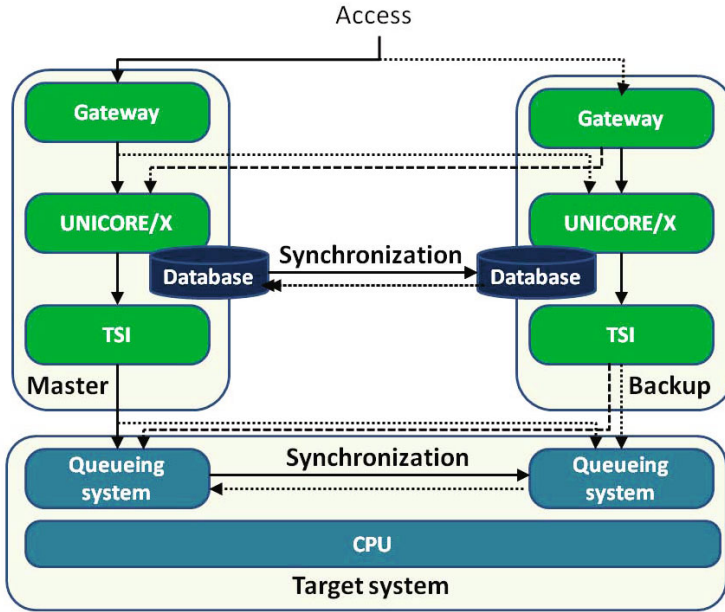 Access
Gateway
Gateway
UNICORE/X
UNICORE/X
Synchronization
Database
Database
TSI
TSI
Master
Backup
Queueing
system
Synchronization
Queueing
system
CPU
Target system